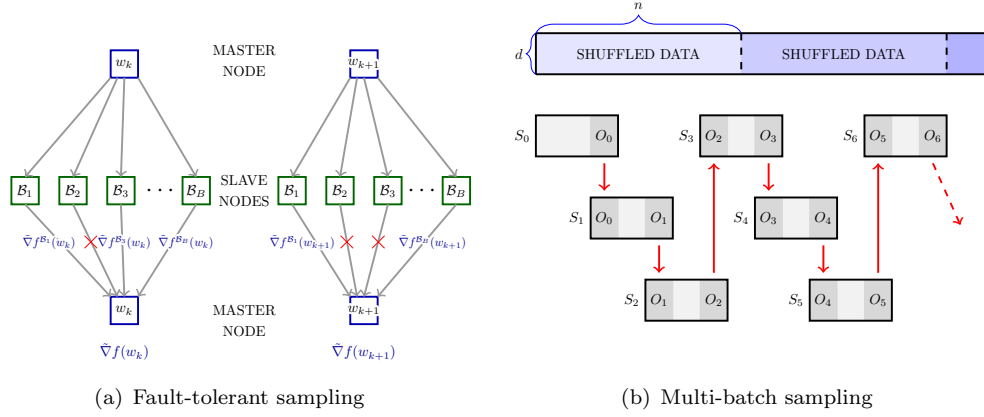 MASTER
NODE
w_k
w_{k+1}
B_1 B_2 B_3 ··· B_B
SLAVE
NODES
B_1 B_2 B_3 ··· B_B
∇̃f^{B_1}(w_k) ∇̃f^{B_3}(w_k) ∇̃f^{B_B}(w_k)
∇̃f^{B_1}(w_{k+1}) ∇̃f^{B_B}(w_{k+1})
w_k
MASTER
NODE
w_{k+1}
∇̃f(w_k)
∇̃f(w_{k+1})
(a) Fault-tolerant sampling
n
d
SHUFFLED DATA SHUFFLED DATA
S_0 O_0
S_3 O_2 O_3
S_6 O_5 O_6
S_1 O_0 O_1
S_4 O_3 O_4
S_2 O_1 O_2
S_5 O_4 O_5
(b) Multi-batch sampling